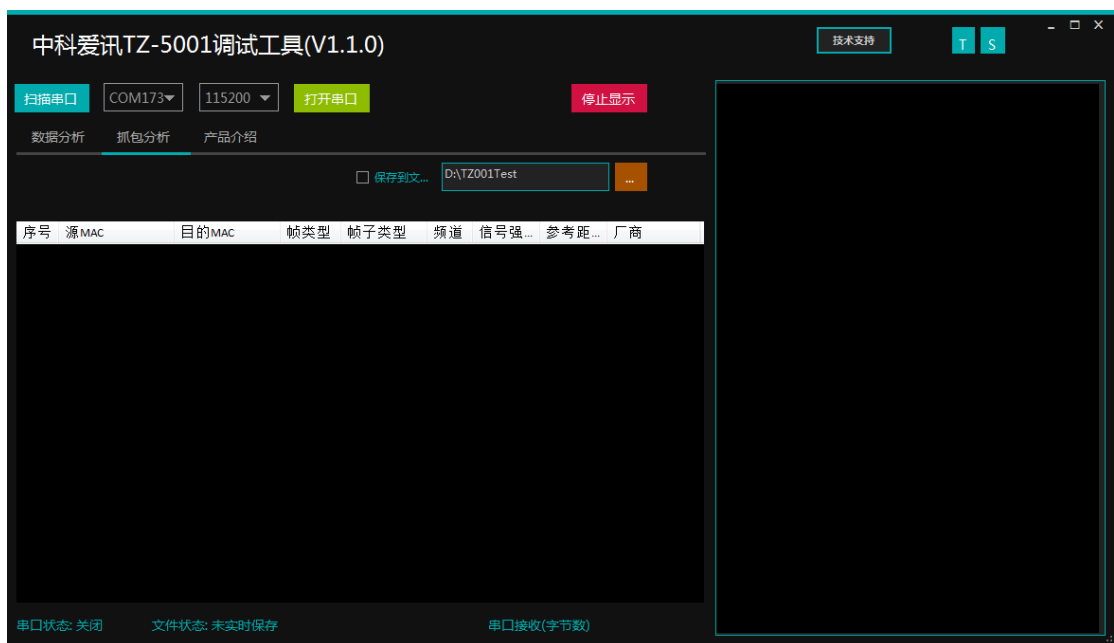 中科爱讯TZ-5001调试工具(V1.1.0)
技术支持
T S
扫描串口 COM173 115200 打开串口 停止显示
数据分析 抓包分析 产品介绍
保存到文... D:\TZ001Test ...
序号 源MAC 目的MAC 帧类型 帧子类型 频道 信号强... 参考距... 厂商
串口状态: 关闭 文件状态: 未实时保存 串口接收(字节数)